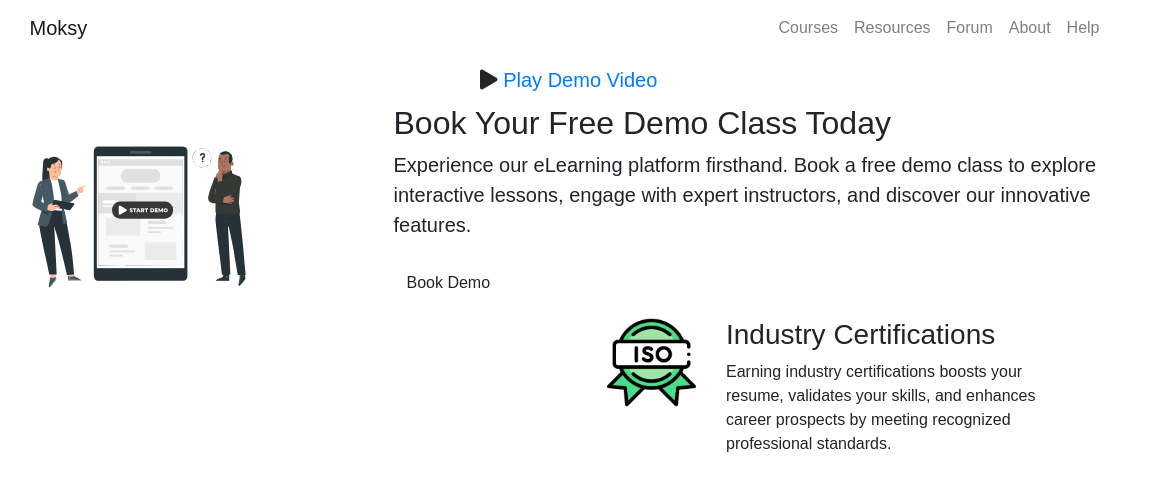 Moksy
Courses Resources Forum About Help
Play Demo Video
Book Your Free Demo Class Today
Experience our eLearning platform firsthand. Book a free demo class to explore
interactive lessons, engage with expert instructors, and discover our innovative
features.
?
START DEMO
Book Demo
ISO
Industry Certifications
Earning industry certifications boosts your
resume, validates your skills, and enhances
career prospects by meeting recognized
professional standards.